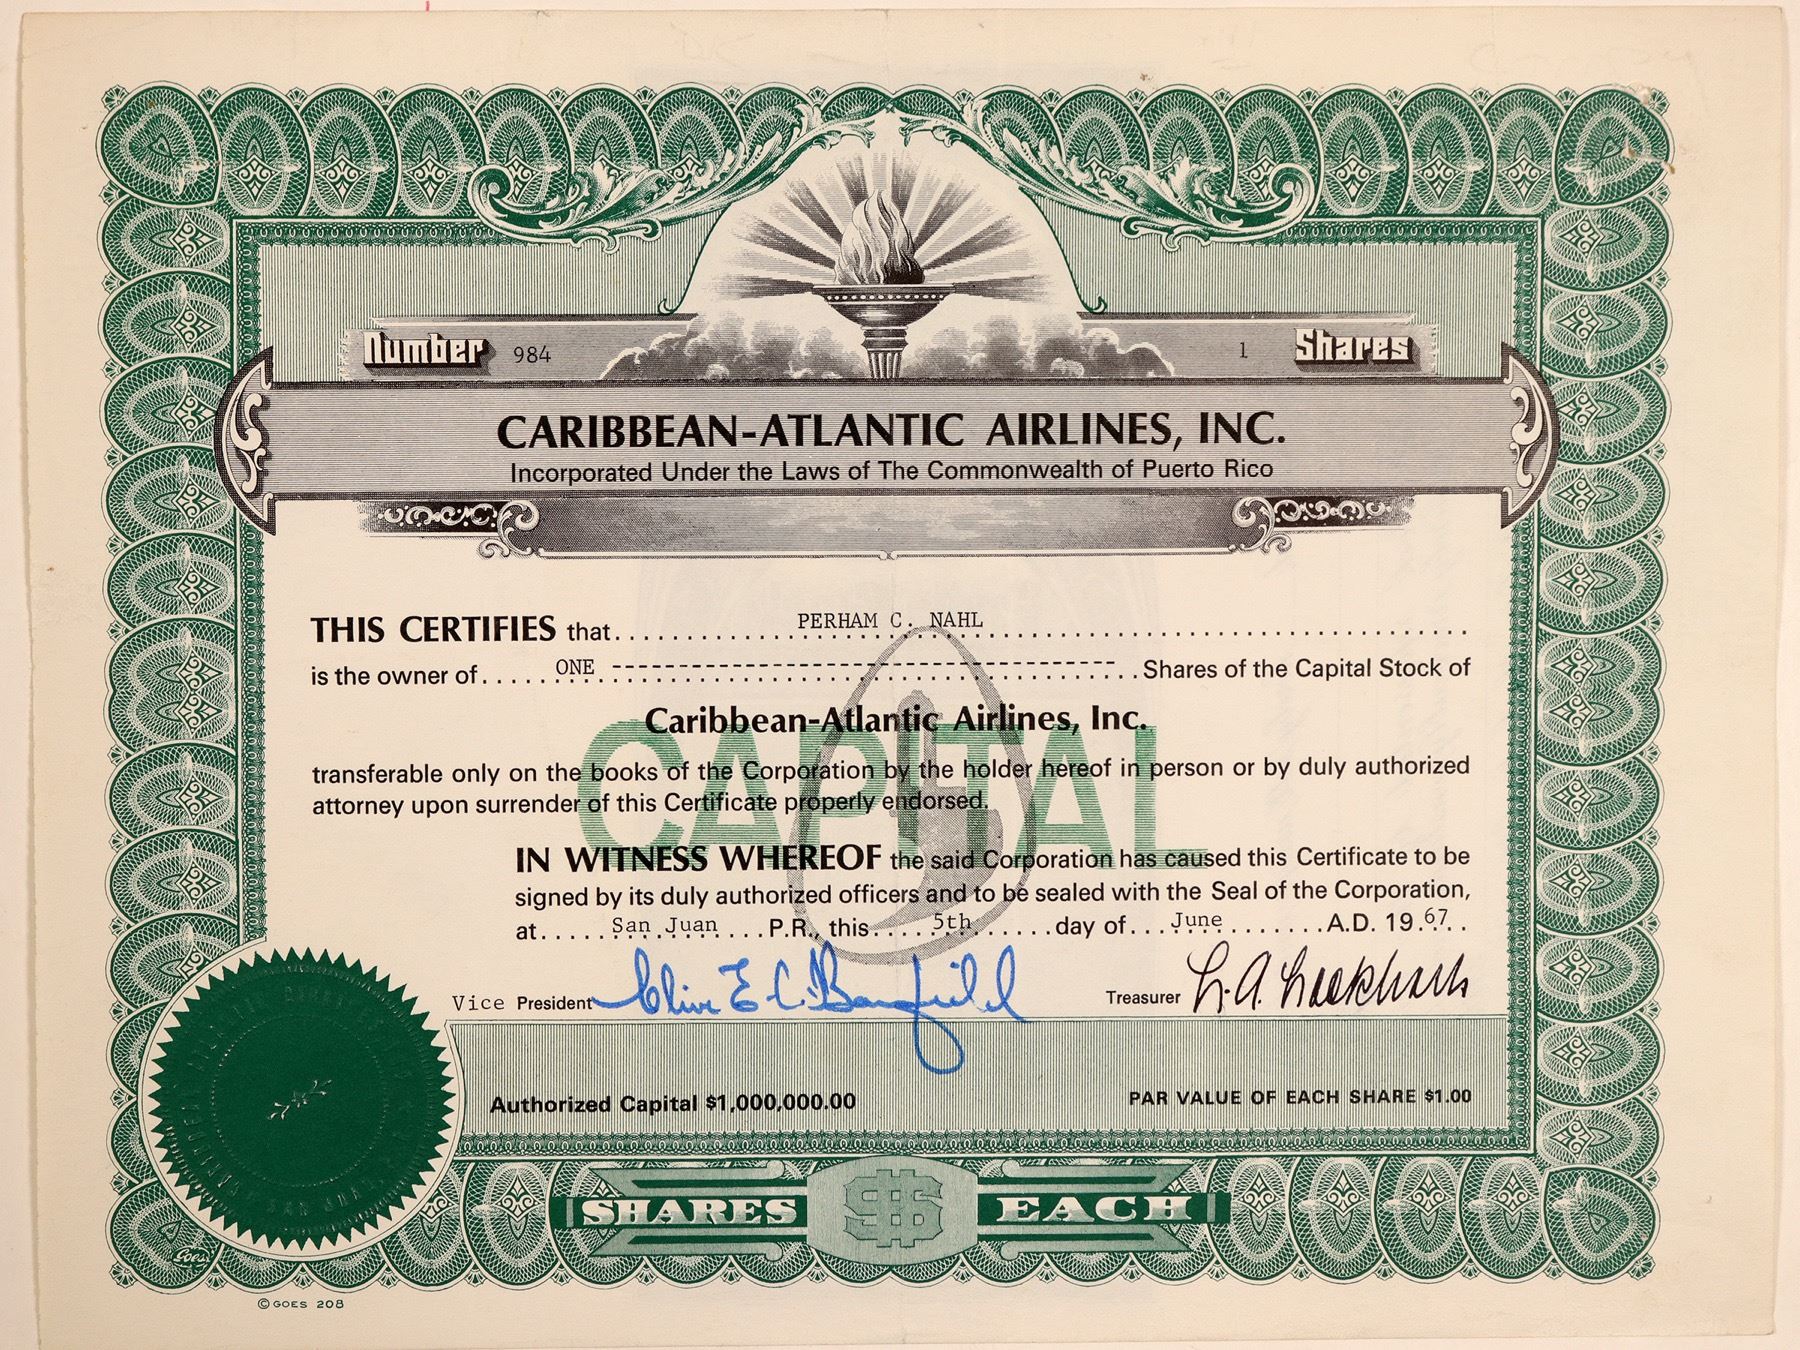 Number 984 1 Shares
CARIBBEAN-ATLANTIC AIRLINES, INC.
Incorporated Under the Laws of The Commonwealth of Puerto Rico
THIS CERTIFIES that PERHAM C. NAHL
is the owner of ONE Shares of the Capital Stock of
Caribbean-Atlantic Airlines, Inc.
CAPITAL
transferable only on the books of the Corporation by the holder hereof in person or by duly authorized
attorney upon surrender of this Certificate properly endorsed.
IN WITNESS WHEREOF the said Corporation has caused this Certificate to be
signed by its duly authorized officers and to be sealed with the Seal of the Corporation,
at San Juan P.R., this 5th day of June A.D. 1967
Vice President Clive E C. Banfield Treasurer
Authorized Capital $1,000,000.00 PAR VALUE OF EACH SHARE $1.00
SHARES $ EACH
Goes
© GOES 208